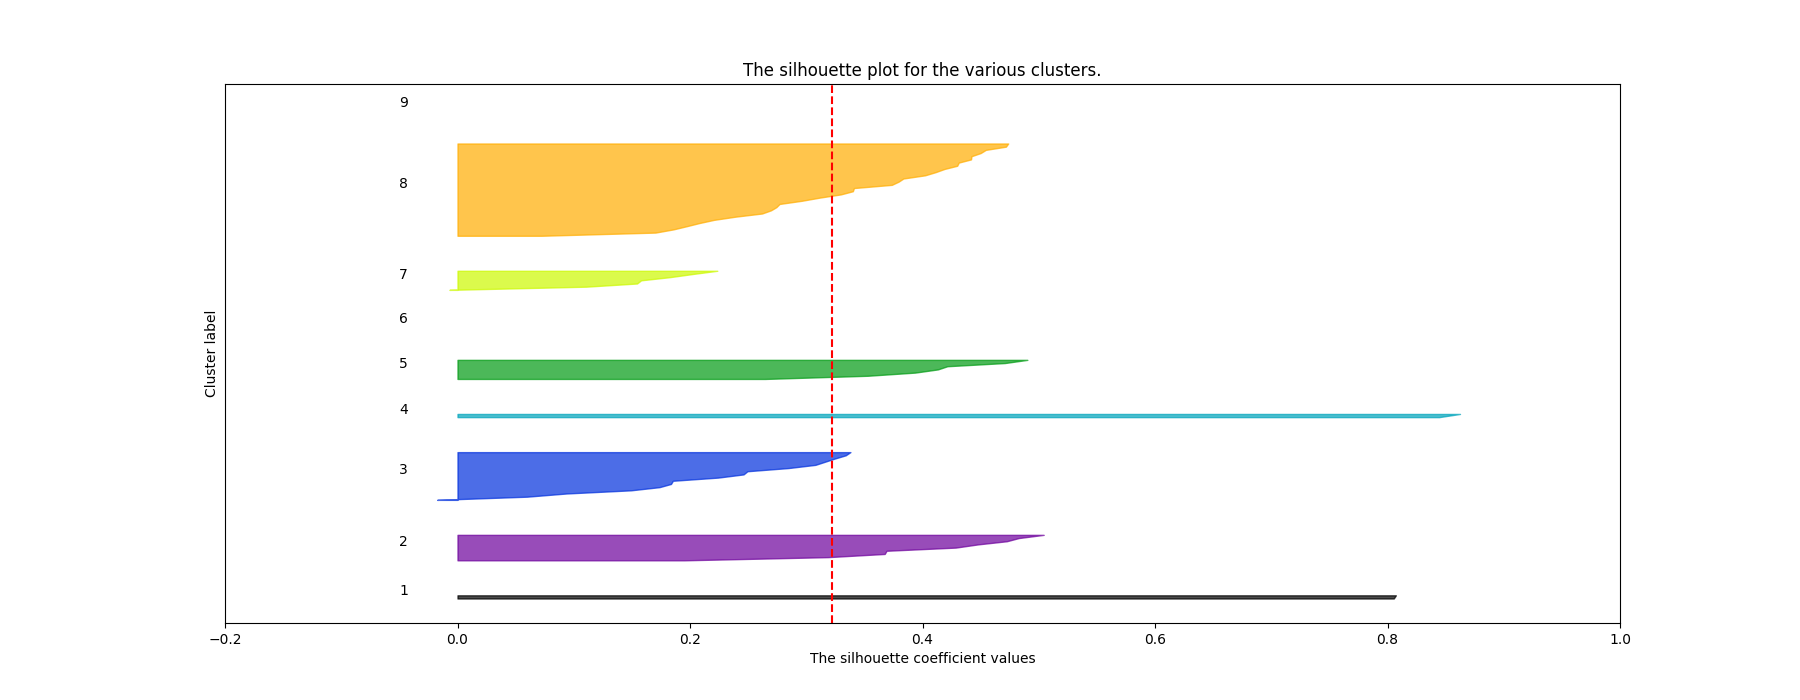 The silhouette plot for the various clusters.
9
8
7
6
5
4
3
2
1
Cluster label
−0.2 0.0 0.2 0.4 0.6 0.8 1.0
The silhouette coefficient values